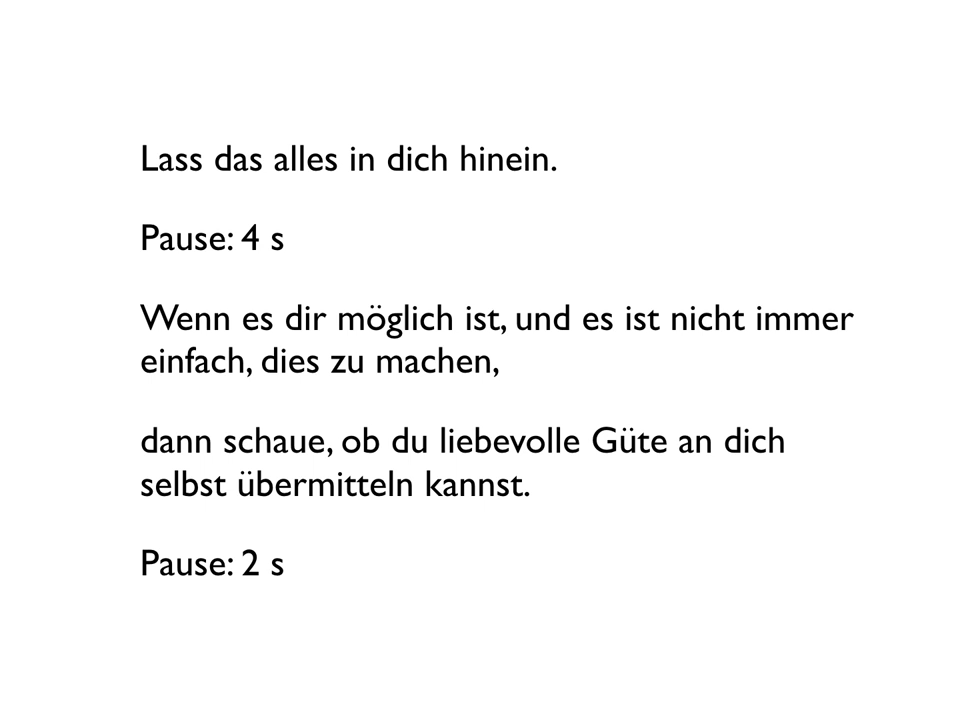 Lass das alles in dich hinein.
Pause: 4 s
Wenn es dir möglich ist, und es ist nicht immer
einfach, dies zu machen,
dann schaue, ob du liebevolle Güte an dich
selbst übermitteln kannst.
Pause: 2 s